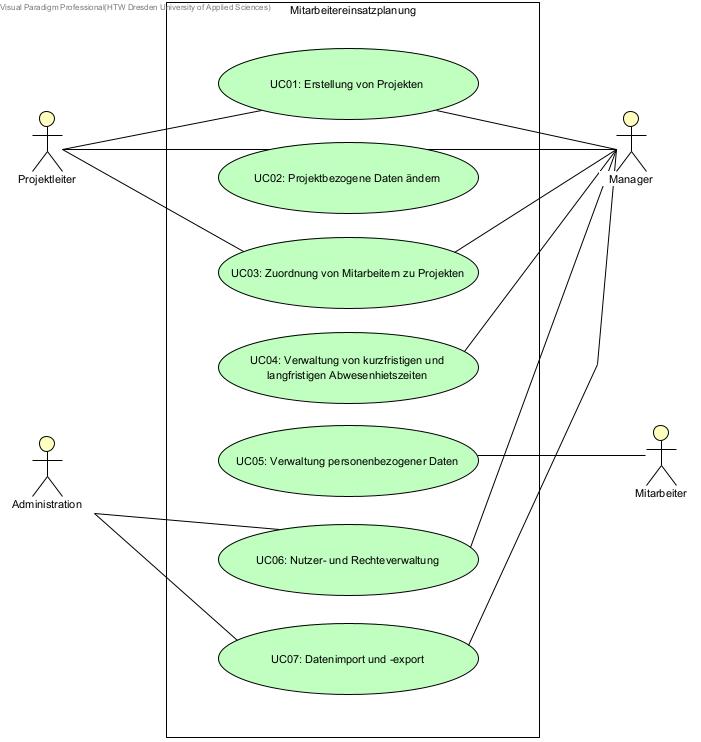 Visual Paradigm Professional(HTW Dresden University of Applied Sciences)
Mitarbeitereinsatzplanung
UC01: Erstellung von Projekten
Projektleiter
Manager
UC02: Projektbezogene Daten ändern
UC03: Zuordnung von Mitarbeitern zu Projekten
UC04: Verwaltung von kurzfristigen und
langfristigen Abwesenhietszeiten
UC05: Verwaltung personenbezogener Daten
Mitarbeiter
Administration
UC06: Nutzer- und Rechteverwaltung
UC07: Datenimport und -export